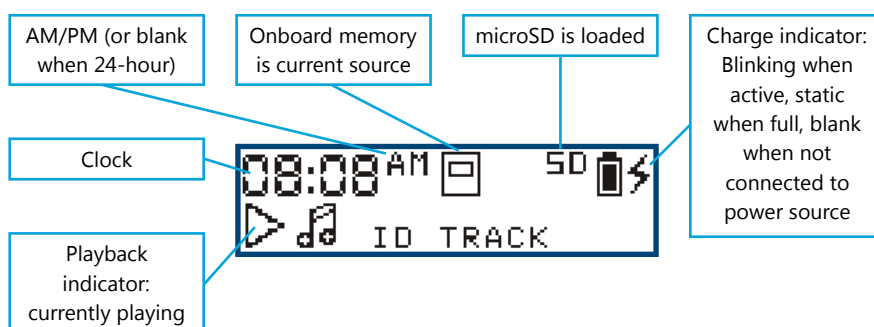 AM/PM (or blank
when 24-hour)
Onboard memory
is current source
microSD is loaded
Charge indicator:
Blinking when
active, static
when full, blank
when not
connected to
power source
Clock
08:08 AM SD
ID TRACK
Playback
indicator:
currently playing